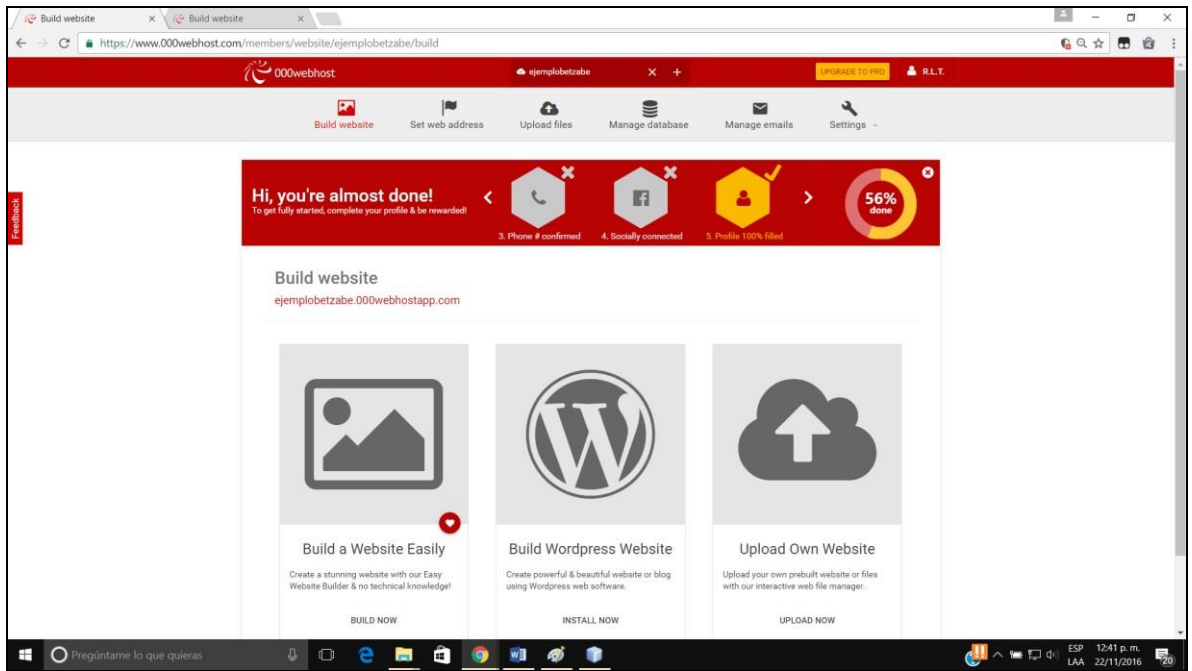 Build website
Build website
https://www.000webhost.com/members/website/ejemplobetzabe/build
000webhost
ejemplobetzabe
UPGRADE TO PRO
R.L.T.
Build website
Set web address
Upload files
Manage database
Manage emails
Settings
Feedback
Hi, you're almost done!
To get fully started, complete your profile & be rewarded!
3. Phone # confirmed
4. Socially connected
5. Profile 100% filled
56%
done
Build website
ejemplobetzabe.000webhostapp.com
Build a Website Easily
Create a stunning website with our Easy
Website Builder & no technical knowledge!
BUILD NOW
Build Wordpress Website
Create powerful & beautiful website or blog
using Wordpress web software.
INSTALL NOW
Upload Own Website
Upload your own prebuilt website or files
with our interactive web file manager.
UPLOAD NOW
Pregúntame lo que quieras
ESP
LAA
12:41 p. m.
22/11/2016
20